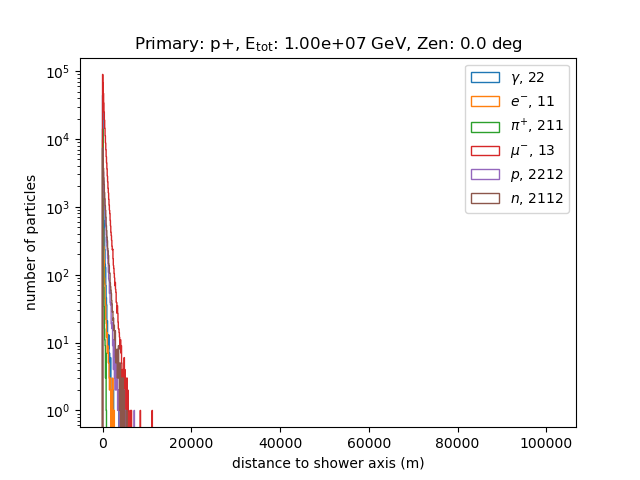 Primary: p+, E_tot: 1.00e+07 GeV, Zen: 0.0 deg
γ, 22
e⁻, 11
π⁺, 211
μ⁻, 13
p, 2212
n, 2112
number of particles
10⁵
10⁴
10³
10²
10¹
10⁰
0 20000 40000 60000 80000 100000
distance to shower axis (m)